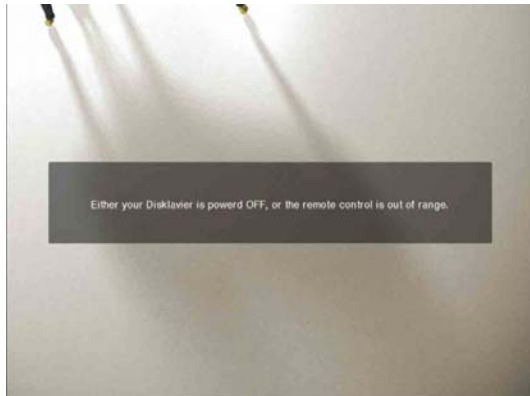 Either your Disklavier is powerd OFF, or the remote control is out of range.